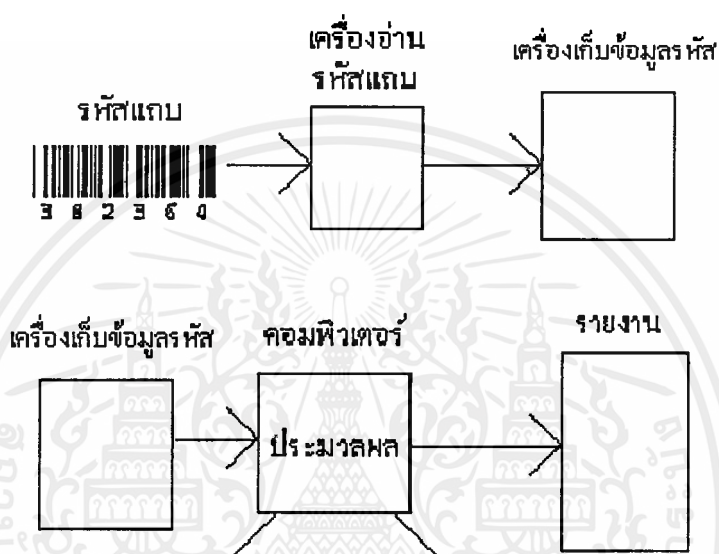 เครื่องอ่าน
รหัสแถบ
เครื่องเก็บข้อมูลรหัส
รหัสแถบ
3 8 2 3 6 0
เครื่องเก็บข้อมูลรหัส
คอมพิวเตอร์
รายงาน
ประมวลผล